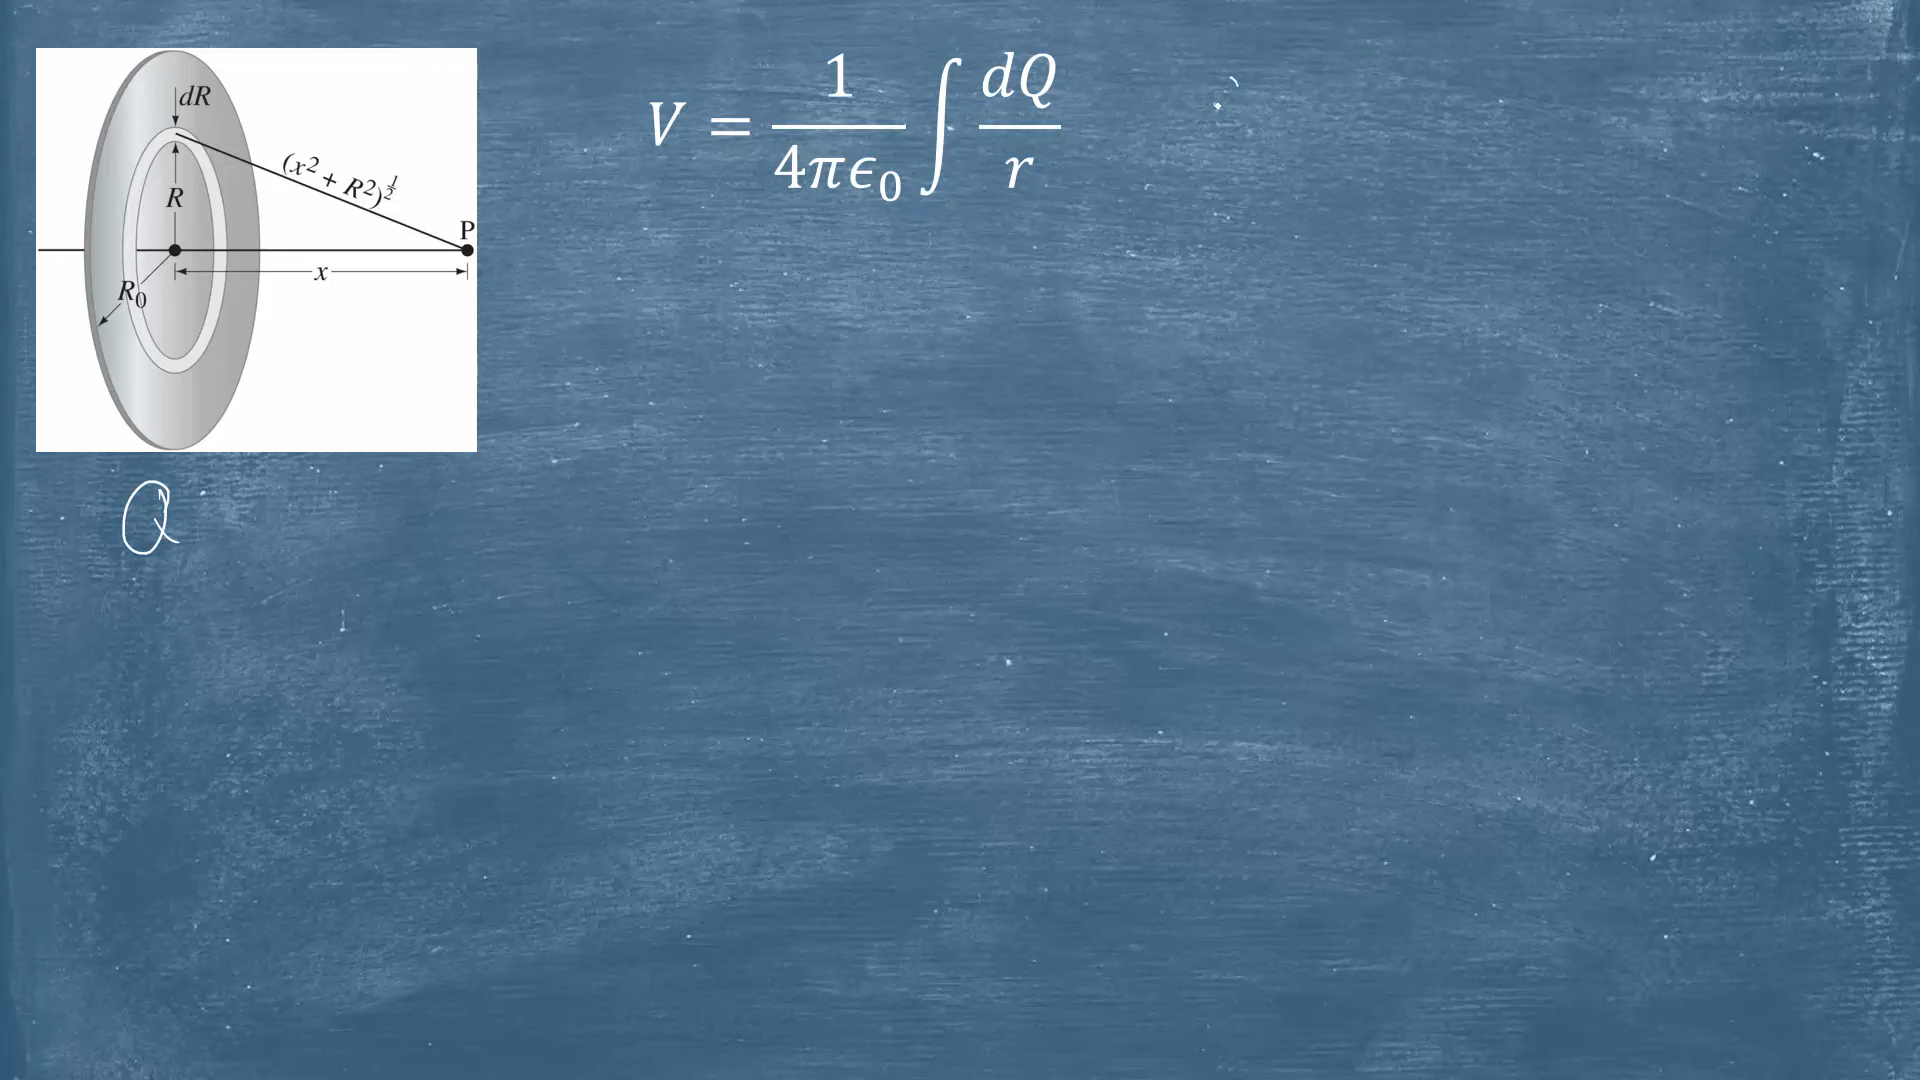 dR
(x² + R²)^½
R
P
x
R₀
V = 1/(4πϵ₀) ∫ dQ/r
Q